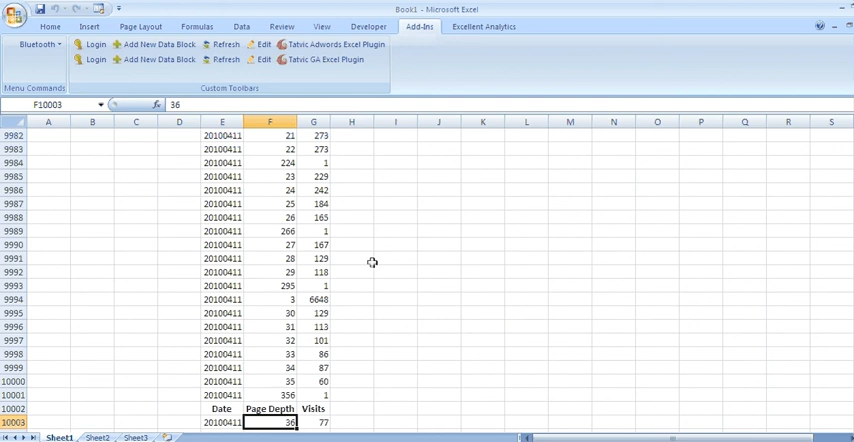 Book1 - Microsoft Excel
Home Insert Page Layout Formulas Data Review View Developer Add-Ins Excellent Analytics
Bluetooth Login Add New Data Block Refresh Edit Tatvic Adwords Excel Plugin
Login Add New Data Block Refresh Edit Tatvic GA Excel Plugin
Menu Commands Custom Toolbars
F10003 fx 36
A B C D E F G H I J K L M N O P Q R S
9982 20100411 21 273
9983 20100411 22 273
9984 20100411 224 1
9985 20100411 23 229
9986 20100411 24 242
9987 20100411 25 184
9988 20100411 26 165
9989 20100411 266 1
9990 20100411 27 167
9991 20100411 28 129
9992 20100411 29 118
9993 20100411 295 1
9994 20100411 3 6648
9995 20100411 30 129
9996 20100411 31 113
9997 20100411 32 101
9998 20100411 33 86
9999 20100411 34 87
10000 20100411 35 60
10001 20100411 356 1
10002 Date Page Depth Visits
10003 20100411 36 77
Sheet1 Sheet2 Sheet3